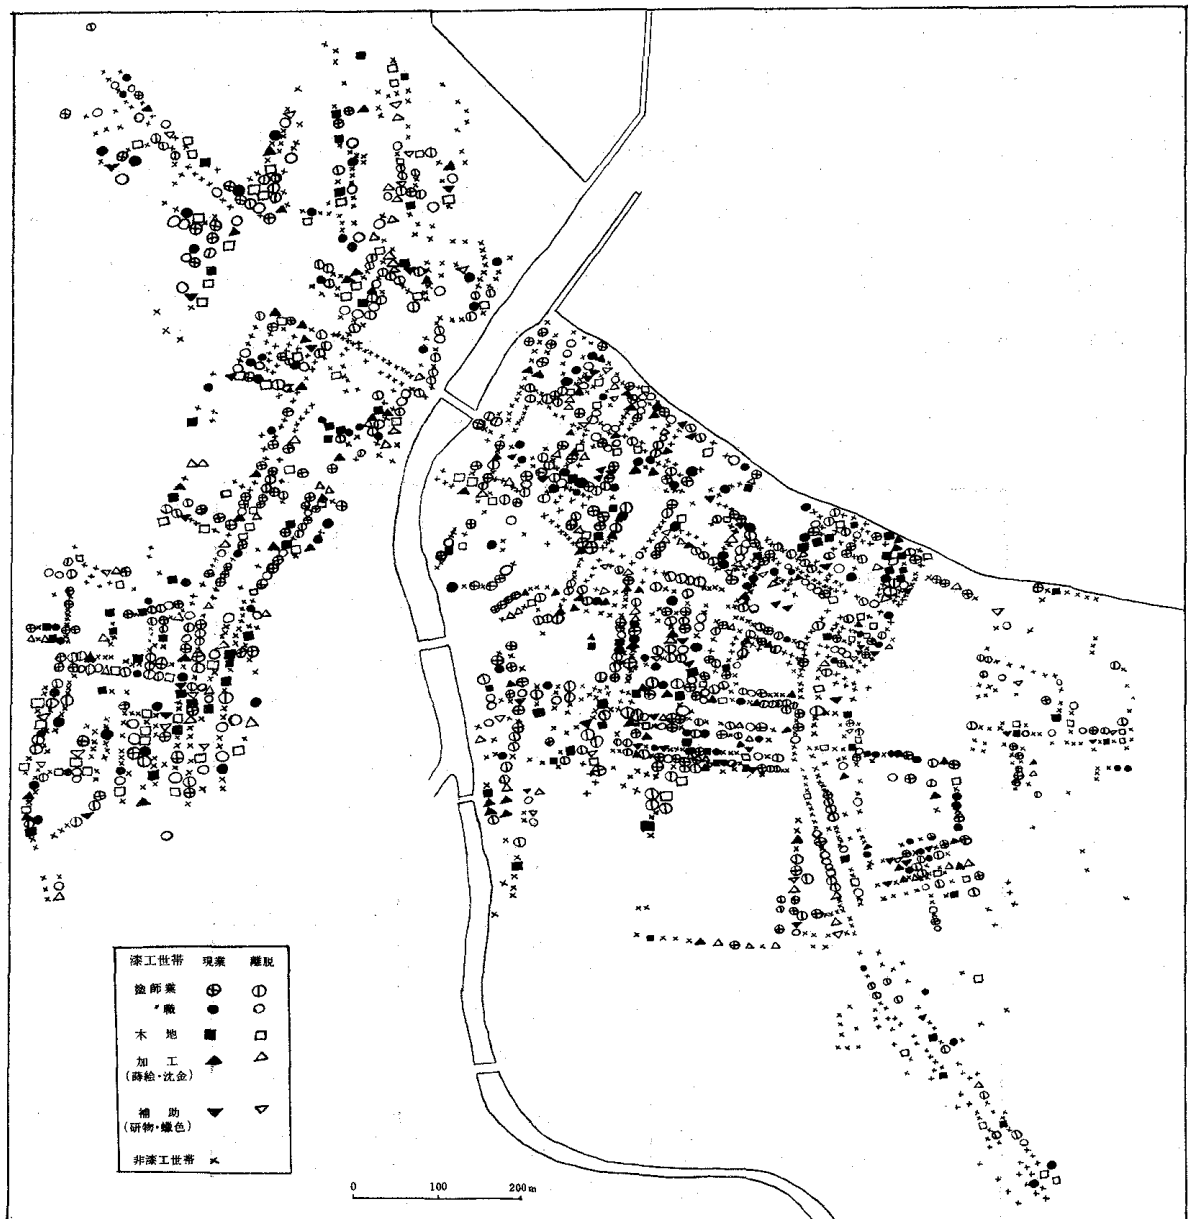 漆工世帯 現業 離脱
塗師業
〃職
木地
加工
(蒔絵・沈金)
補助
(研物・蠟色)
非漆工世帯
0 100 200m